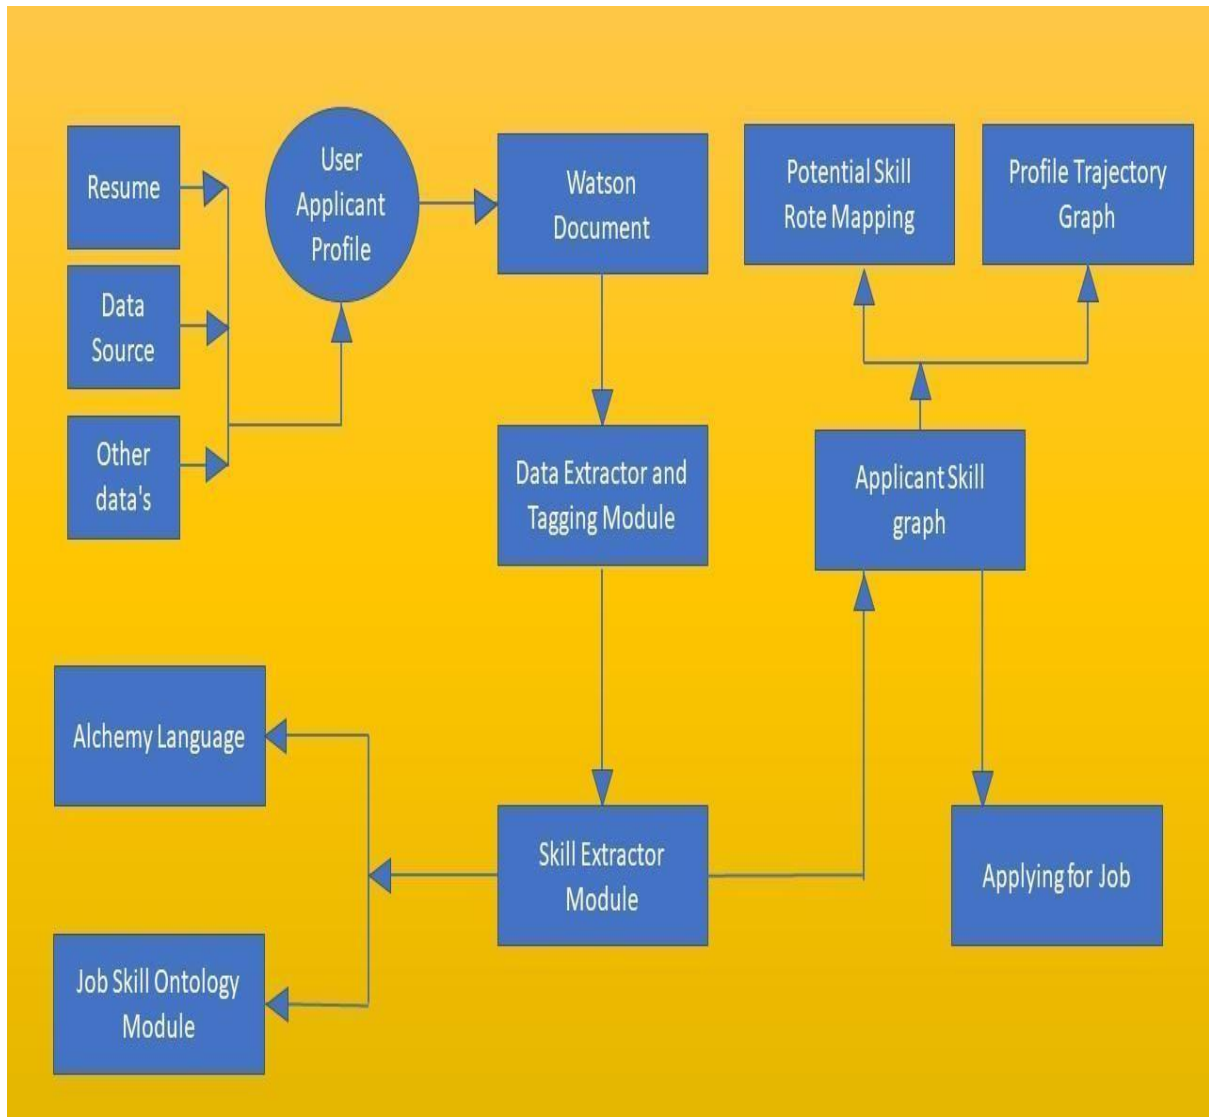 Resume
Data
Source
Other
data's
User
Applicant
Profile
Watson
Document
Potential Skill
Rote Mapping
Profile Trajectory
Graph
Data Extractor and
Tagging Module
Applicant Skill
graph
Alchemy Language
Skill Extractor
Module
Applying for Job
Job Skill Ontology
Module